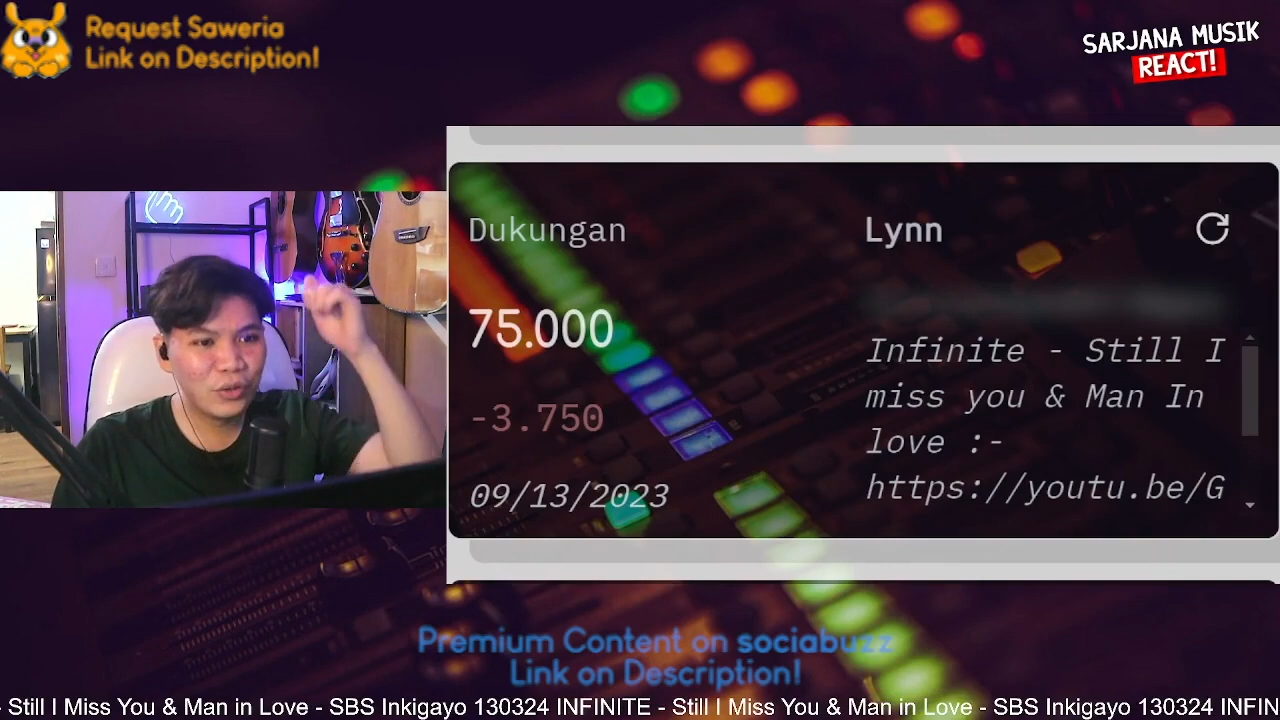 Request Saweria
Link on Description!
SARJANA MUSIK
REACT!
Dukungan
Lynn
75.000
-3.750
09/13/2023
Infinite - Still I
miss you & Man In
love :-
https://youtu.be/G
Premium Content on sociabuzz
Link on Description!
- Still I Miss You & Man in Love - SBS Inkigayo 130324 INFINITE - Still I Miss You & Man in Love - SBS Inkigayo 130324 INFIN